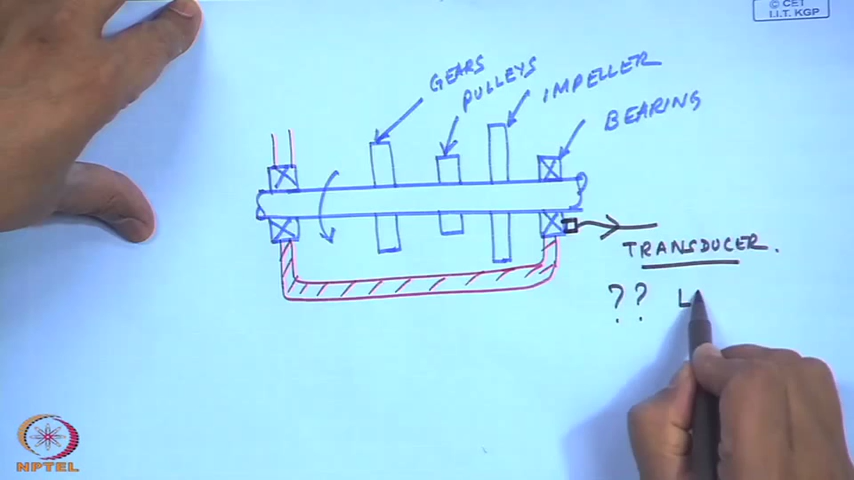 © CET
I.I.T. KGP
GEARS
PULLEYS
IMPELLER
BEARING
TRANSDUCER.
?? L
NPTEL